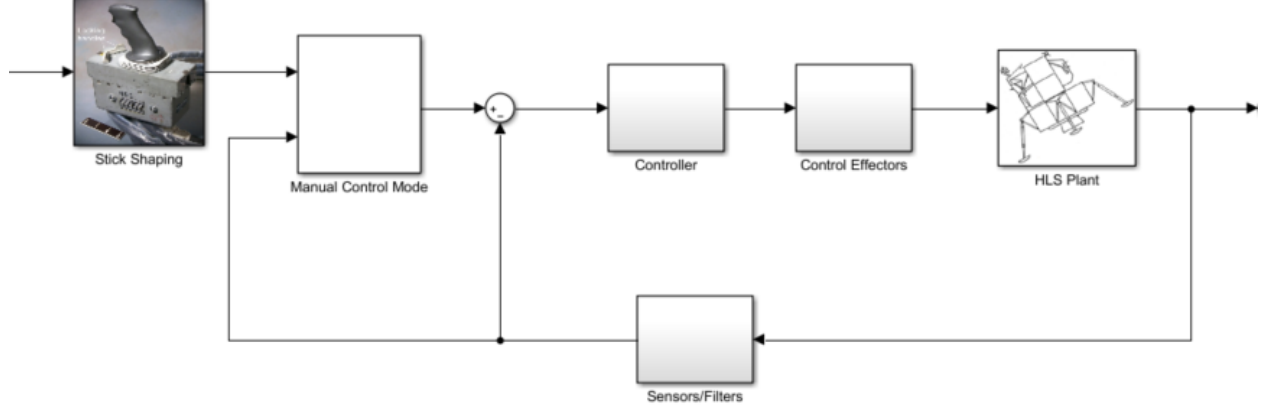 Stick Shaping
Manual Control Mode
+
−
Controller
Control Effectors
HLS Plant
Sensors/Filters